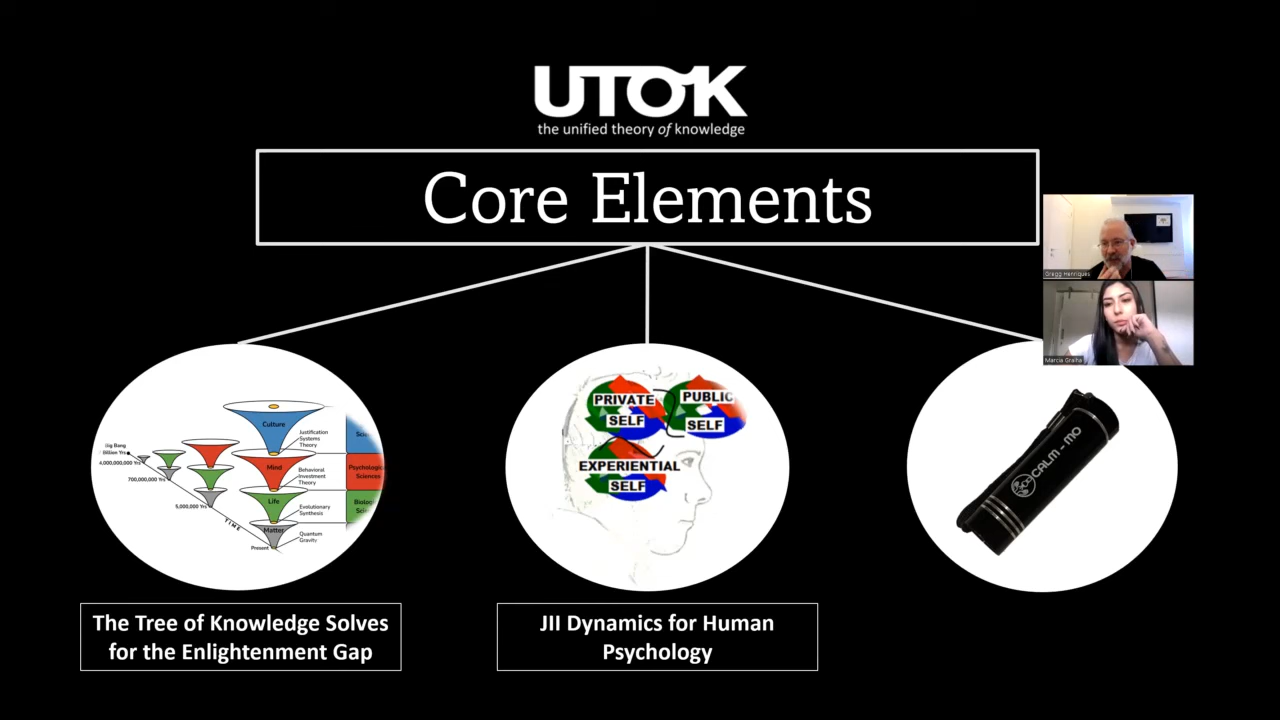 UTOK
the unified theory of knowledge
Core Elements
Gregg Henriques
Marcia Gralha
Culture
Justification
Systems
Theory
Big Bang
Billion Yrs
4,000,000,000 Yrs
Mind
Behavioral
Investment
Theory
Psychological
Sciences
700,000,000 Yrs
Life
Evolutionary
Synthesis
5,000,000 Yrs
TIME
Matter
Quantum
Gravity
Present
PRIVATE
SELF
PUBLIC
SELF
EXPERIENTIAL
SELF
CALM - MO
The Tree of Knowledge Solves
for the Enlightenment Gap
JII Dynamics for Human
Psychology